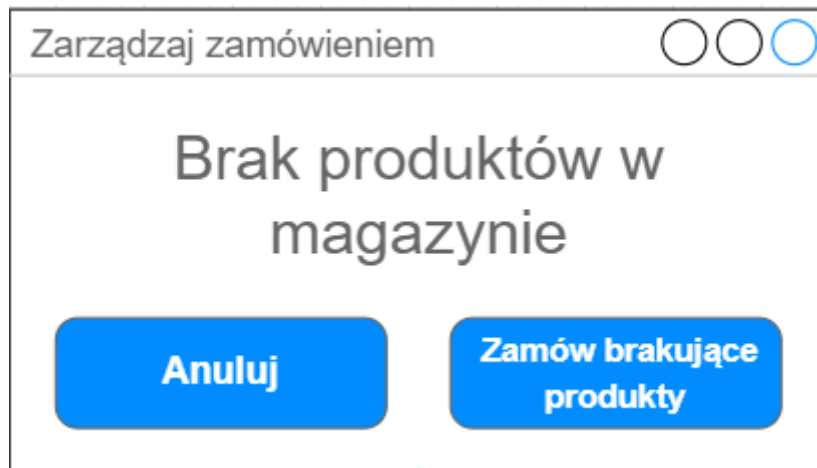 Zarządzaj zamówieniem
Brak produktów w
magazynie
Anuluj
Zamów brakujące
produkty